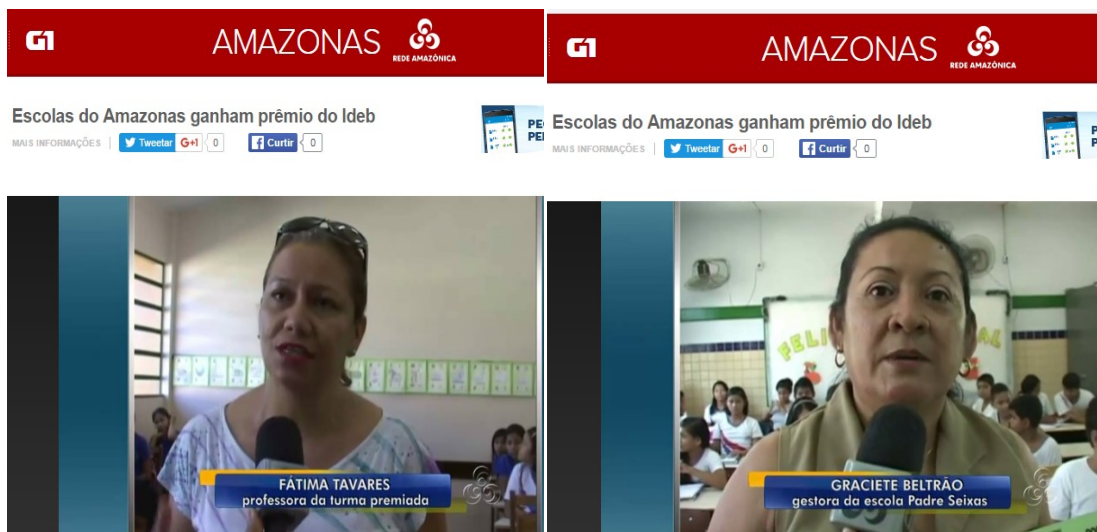 G1
AMAZONAS
REDE AMAZÔNICA
Escolas do Amazonas ganham prêmio do Ideb
MAIS INFORMAÇÕES
Tweetar
G+1
0
Curtir
0
FÁTIMA TAVARES
professora da turma premiada
G1
AMAZONAS
REDE AMAZÔNICA
Escolas do Amazonas ganham prêmio do Ideb
MAIS INFORMAÇÕES
Tweetar
G+1
0
Curtir
0
GRACIETE BELTRÃO
gestora da escola Padre Seixas